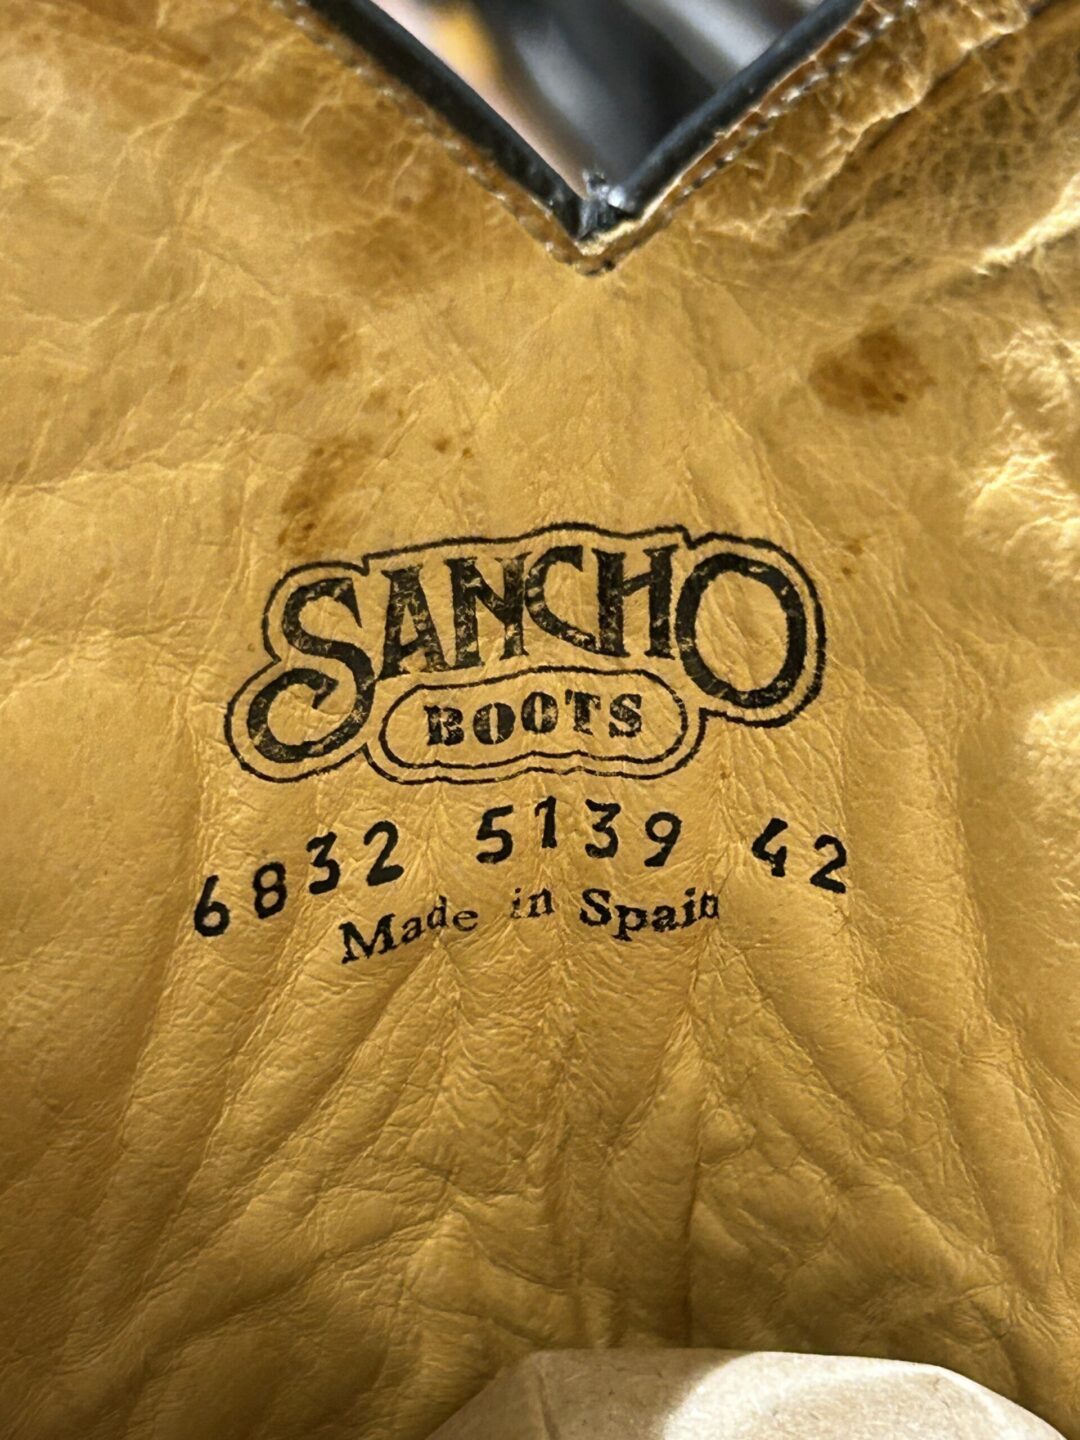 SANCHO
BOOTS
6832 5139 42
Made in Spain